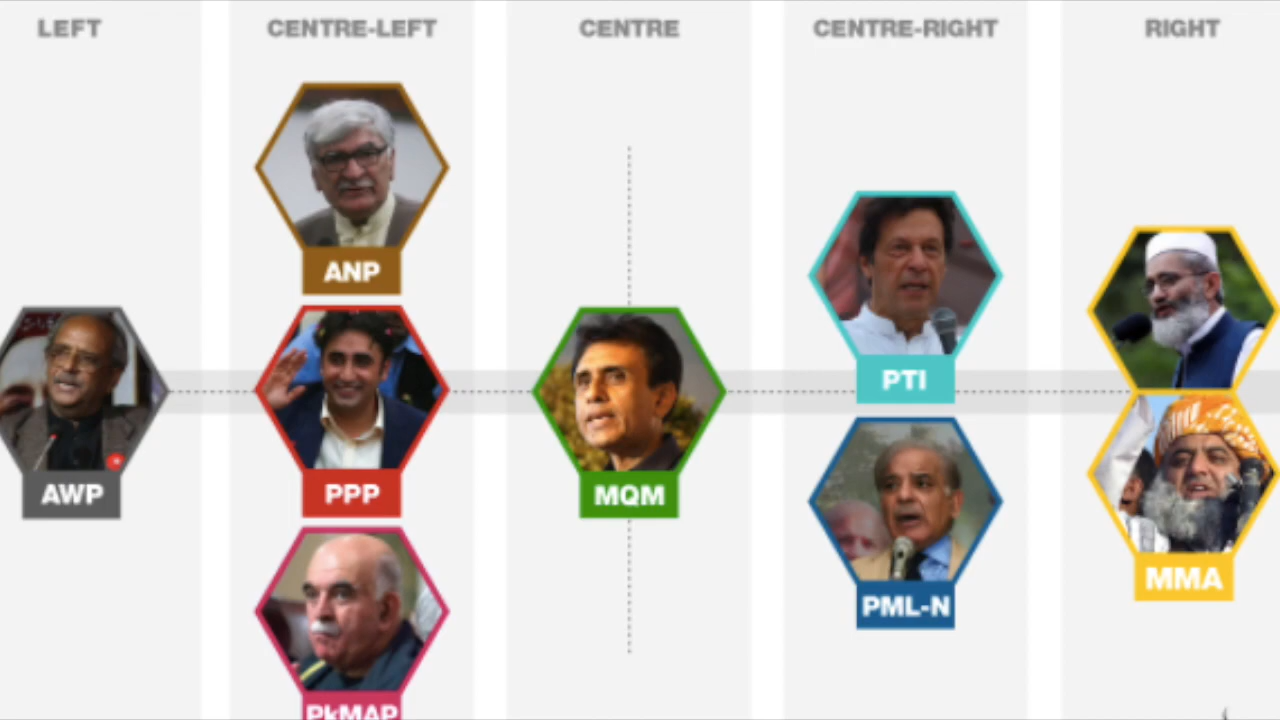 LEFT
CENTRE-LEFT
CENTRE
CENTRE-RIGHT
RIGHT
ANP
PTI
AWP
PPP
MQM
MMA
PML-N
PkMAP